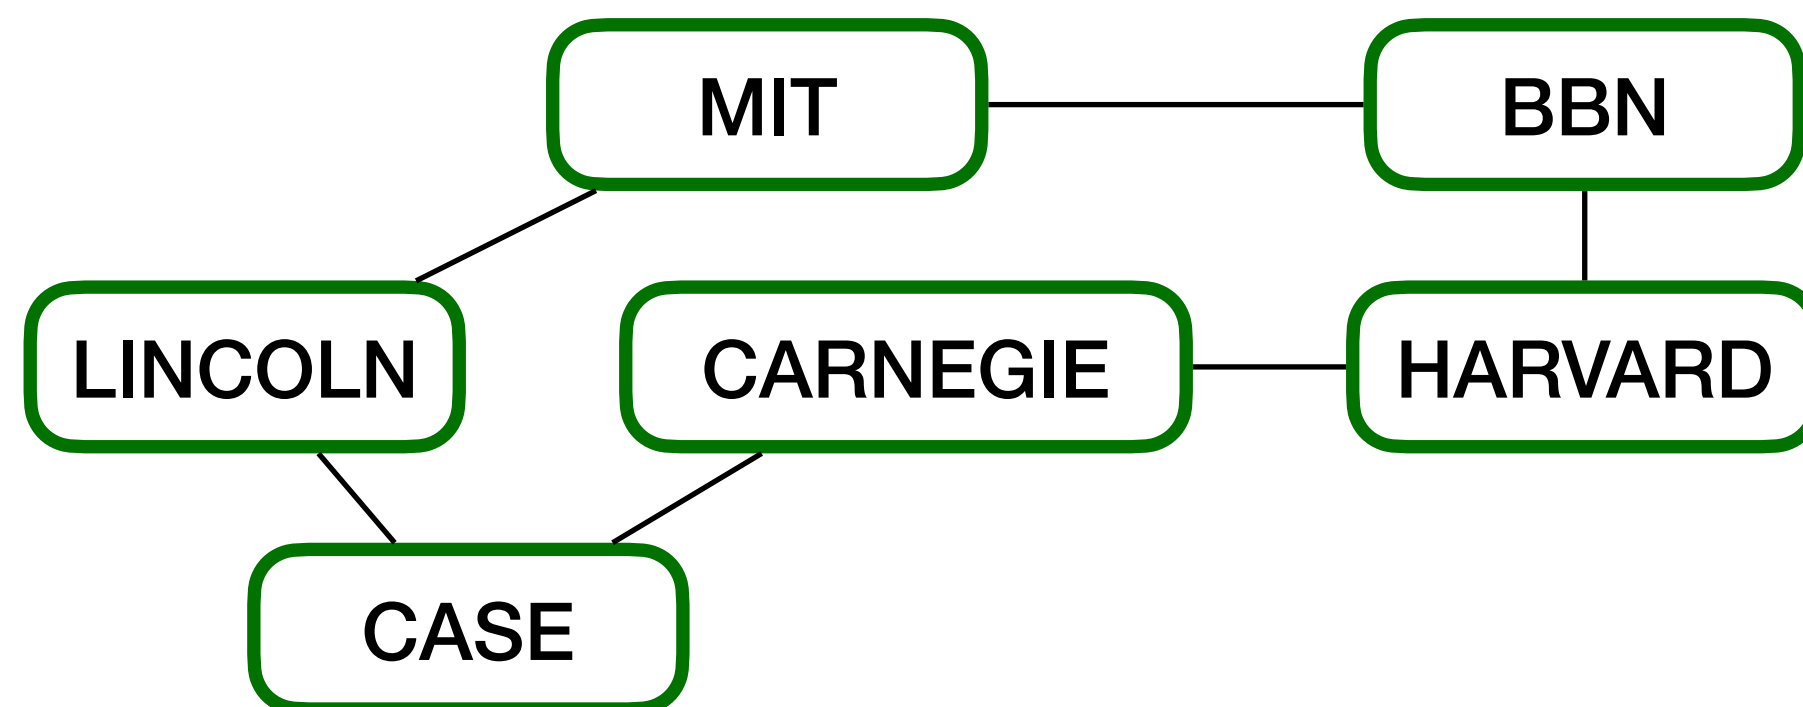 MIT
BBN
LINCOLN
CARNEGIE
HARVARD
CASE